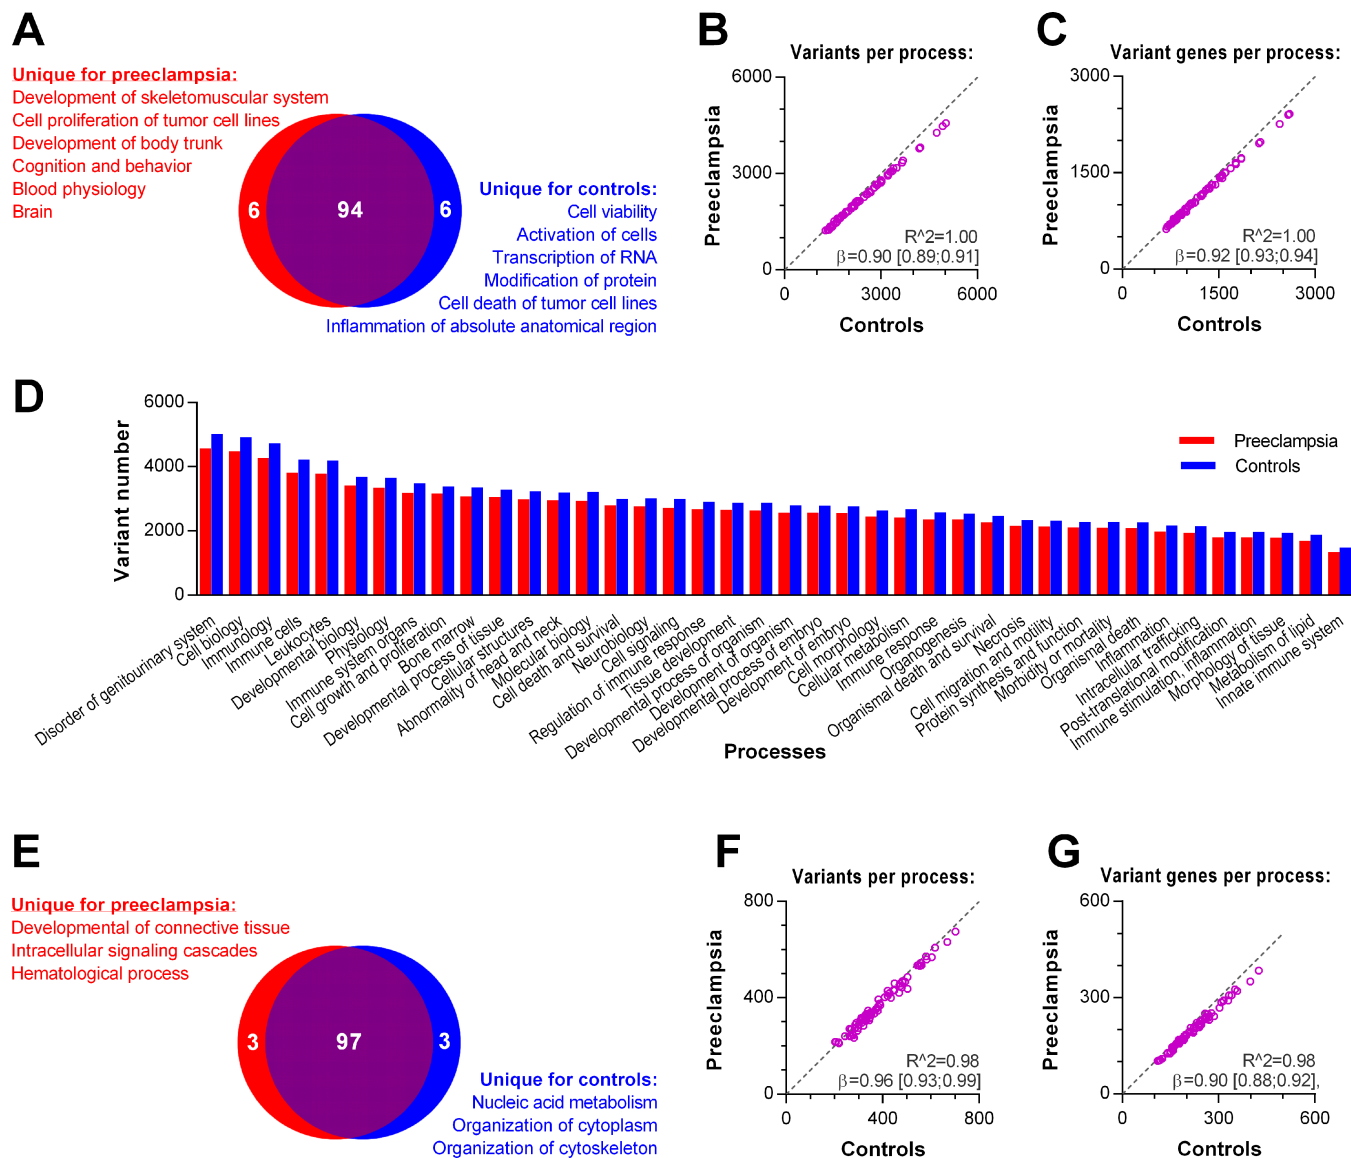 A
Unique for preeclampsia:
Development of skeletomuscular system
Cell proliferation of tumor cell lines
Development of body trunk
Cognition and behavior
Blood physiology
Brain
6
94
6
Unique for controls:
Cell viability
Activation of cells
Transcription of RNA
Modification of protein
Cell death of tumor cell lines
Inflammation of absolute anatomical region
B
Variants per process:
Preeclampsia
6000
3000
0
R^2=1.00
β=0.90 [0.89;0.91]
0
3000
6000
Controls
C
Variant genes per process:
Preeclampsia
3000
1500
0
R^2=1.00
β=0.92 [0.93;0.94]
0
1500
3000
Controls
D
Variant number
6000
4000
2000
0
Preeclampsia
Controls
Disorder of genitourinary system
Cell biology
Immunology
Immune cells
Leukocytes
Developmental biology
Physiology
Immune system organs
Cell growth and proliferation
Bone marrow
Developmental process of tissue
Cellular structures
Abnormality of head and neck
Molecular biology
Cell death and survival
Neurobiology
Cell signaling
Regulation of immune response
Tissue development
Developmental process of organism
Development of organism
Developmental process of embryo
Development of embryo
Cell morphology
Cellular metabolism
Immune response
Organogenesis
Organismal death and survival
Necrosis
Cell migration and motility
Protein synthesis and function
Morbidity or mortality
Organismal death
Inflammation
Intracellular trafficking
Post-translational modification
Immune stimulation, inflammation
Morphology of tissue
Metabolism of lipid
Innate immune system
Processes
E
Unique for preeclampsia:
Developmental of connective tissue
Intracellular signaling cascades
Hematological process
3
97
3
Unique for controls:
Nucleic acid metabolism
Organization of cytoplasm
Organization of cytoskeleton
F
Variants per process:
Preeclampsia
800
400
0
R^2=0.98
β=0.96 [0.93;0.99]
0
400
800
Controls
G
Variant genes per process:
Preeclampsia
600
300
0
R^2=0.98
β=0.90 [0.88;0.92],
0
300
600
Controls